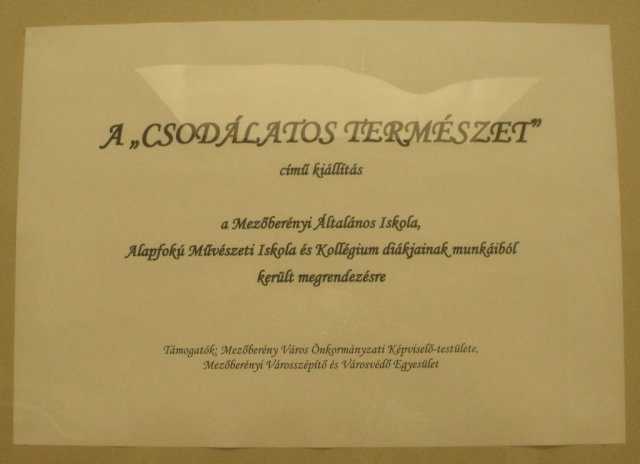 A „CSODÁLATOS TERMÉSZET”
című kiállítás
a Mezőberényi Általános Iskola,
Alapfokú Művészeti Iskola és Kollégium diákjainak munkáiból
került megrendezésre
Támogatók: Mezőberény Város Önkormányzati Képviselő-testülete,
Mezőberényi Városszépítő és Városvédő Egyesület